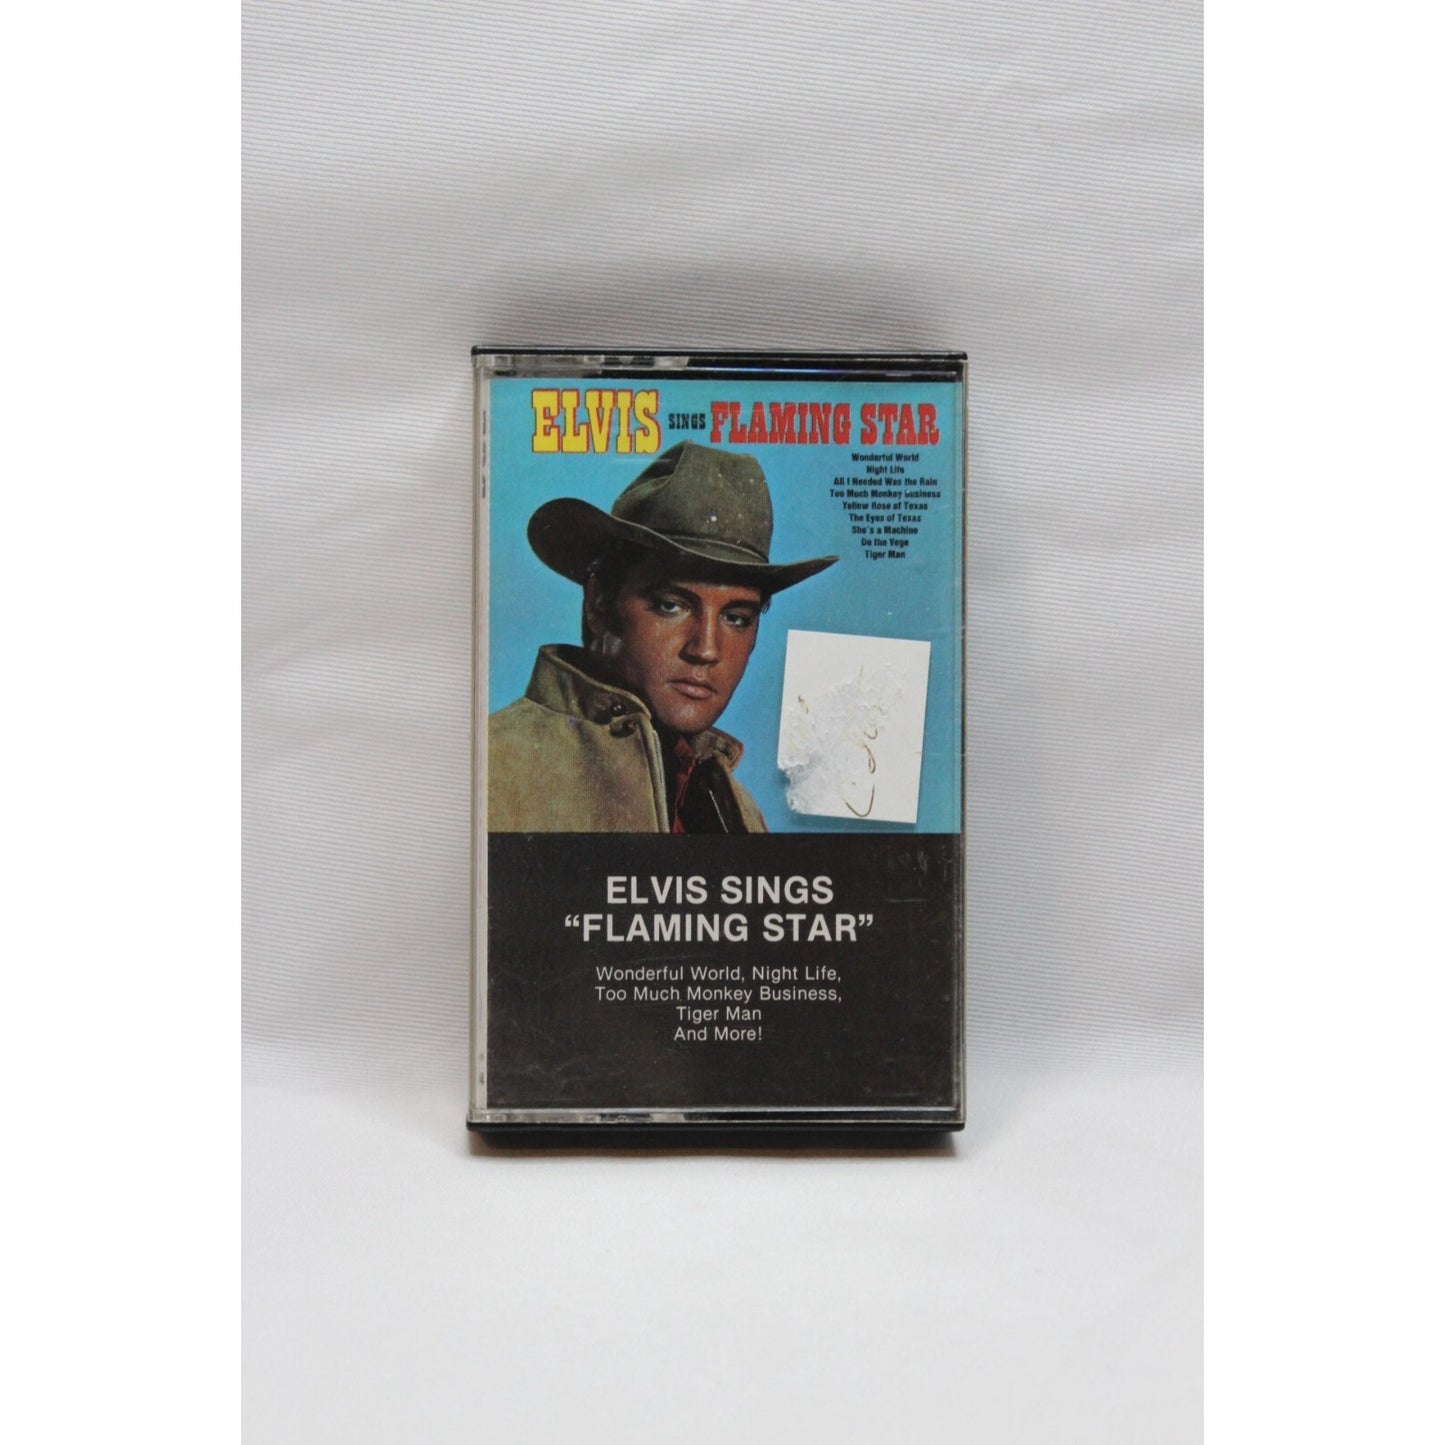 ELVIS SINGS FLAMING STAR
Wonderful World
Night Life
All I Needed Was the Rain
Too Much Monkey Business
Yellow Rose of Texas
The Eyes of Texas
She's a Machine
Do the Vega
Tiger Man
ELVIS SINGS
“FLAMING STAR”
Wonderful World, Night Life,
Too Much Monkey Business,
Tiger Man
And More!